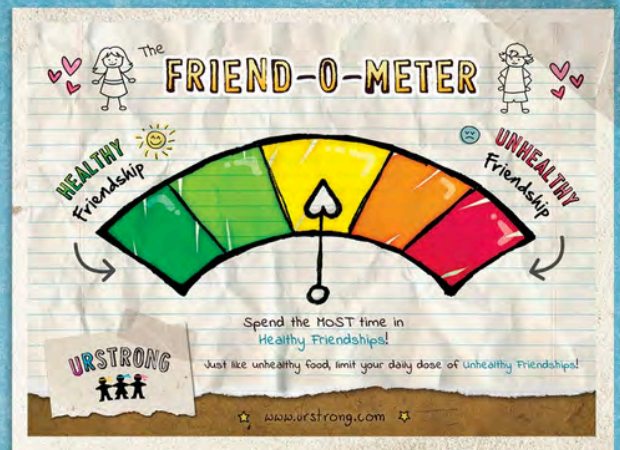 The
FRIEND-O-METER
HEALTHY
Friendship
UNHEALTHY
Friendship
Spend the MOST time in
Healthy Friendships!
Just like unhealthy food, limit your daily dose of Unhealthy Friendships!
URSTRONG
www.urstrong.com